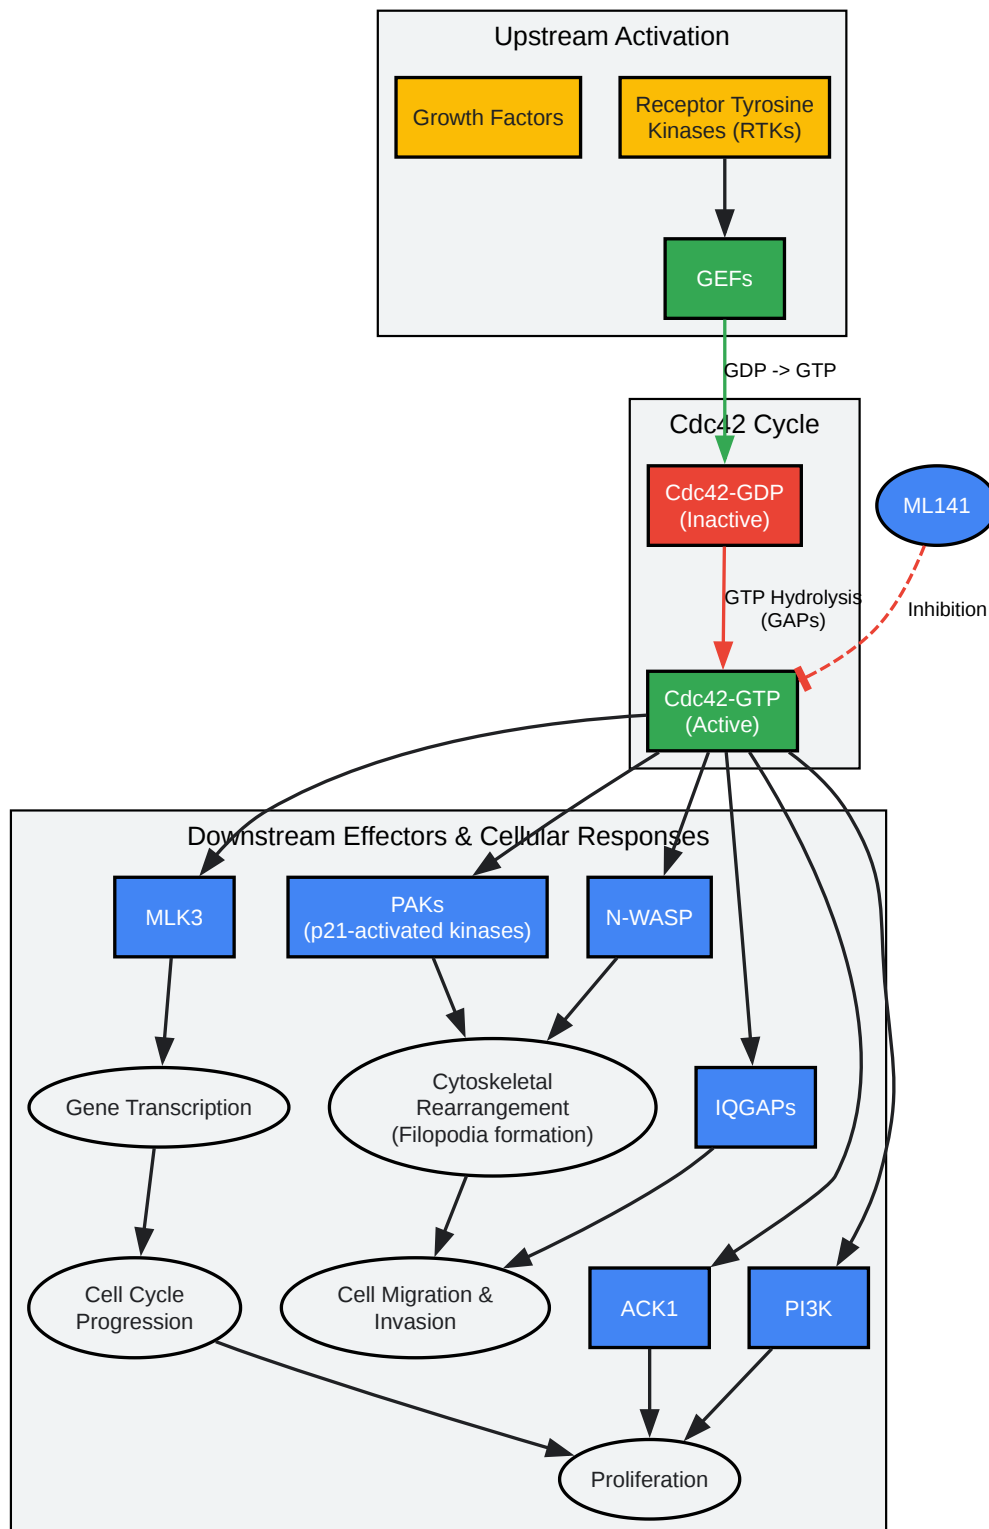 Upstream Activation
Growth Factors
Receptor Tyrosine
Kinases (RTKs)
GEFs
GDP -> GTP
Cdc42 Cycle
Cdc42-GDP
(Inactive)
ML141
GTP Hydrolysis
(GAPs)
Inhibition
Cdc42-GTP
(Active)
Downstream Effectors & Cellular Responses
MLK3
PAKs
(p21-activated kinases)
N-WASP
Gene Transcription
Cytoskeletal
Rearrangement
(Filopodia formation)
IQGAPs
Cell Cycle
Progression
Cell Migration &
Invasion
ACK1
PI3K
Proliferation